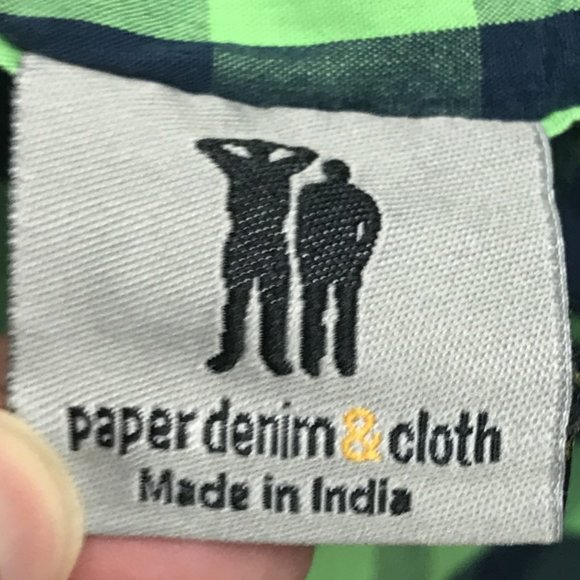 paper denim & cloth
Made in India